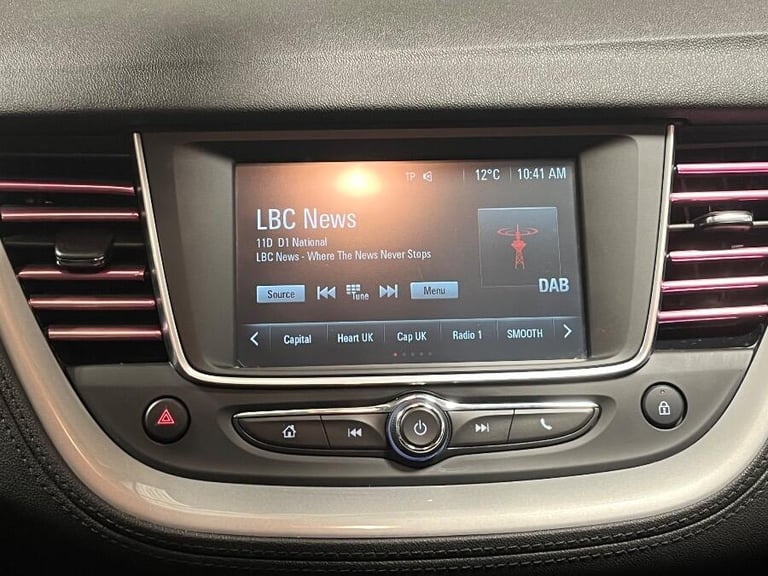 TP 12°C 10:41 AM
LBC News
11D D1 National
LBC News - Where The News Never Stops
DAB
Source Tune Menu
Capital Heart UK Cap UK Radio 1 SMOOTH